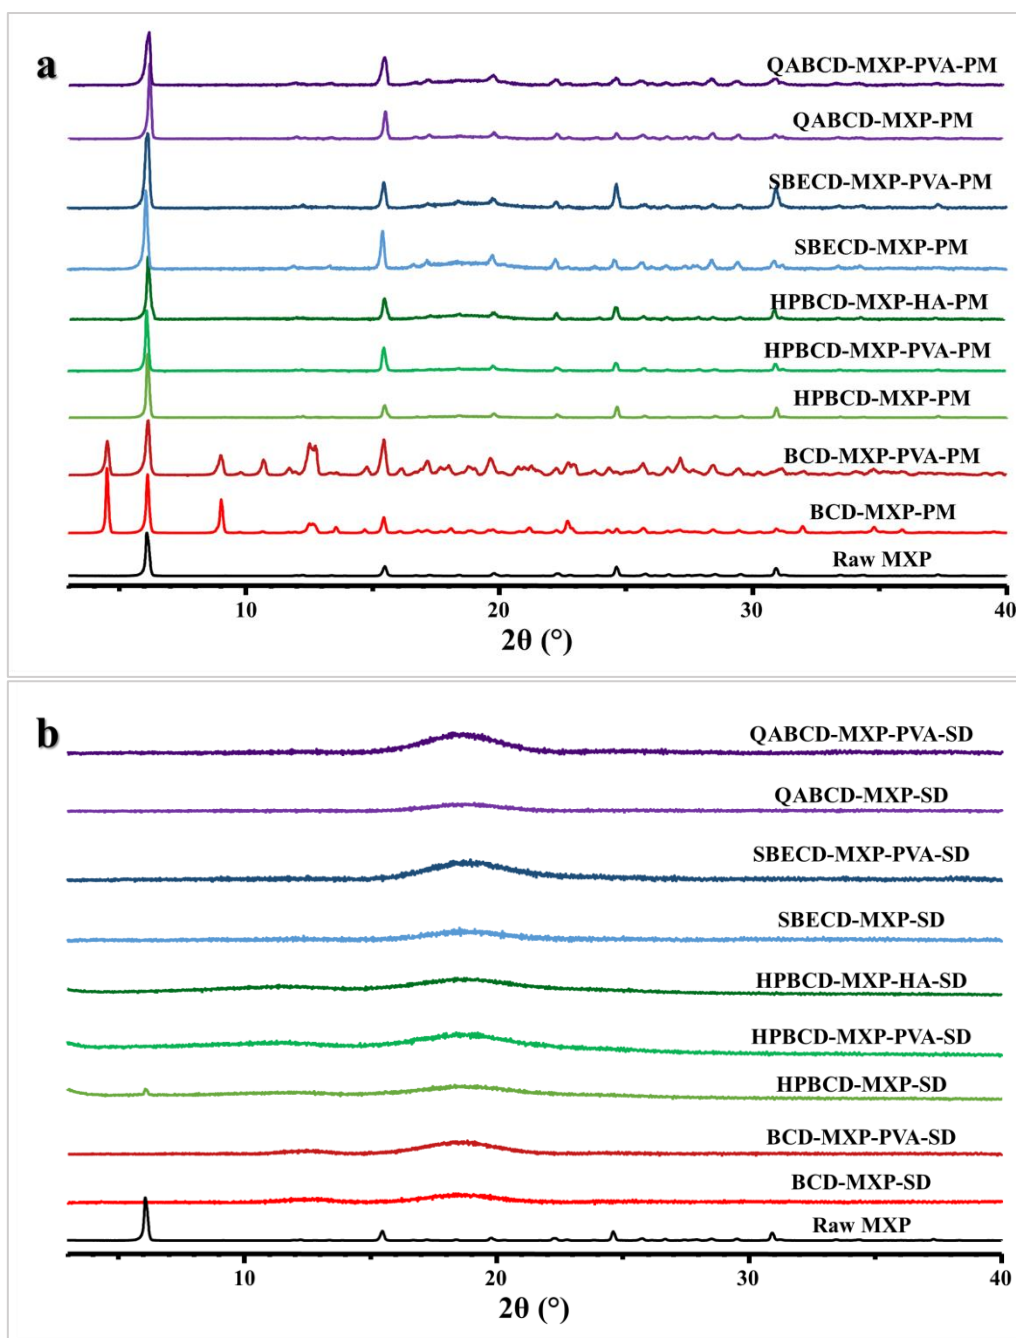 a
QABCD-MXP-PVA-PM
QABCD-MXP-PM
SBECD-MXP-PVA-PM
SBECD-MXP-PM
HPBCD-MXP-HA-PM
HPBCD-MXP-PVA-PM
HPBCD-MXP-PM
BCD-MXP-PVA-PM
BCD-MXP-PM
Raw MXP
10 20 30 40
2θ (°)
b
QABCD-MXP-PVA-SD
QABCD-MXP-SD
SBECD-MXP-PVA-SD
SBECD-MXP-SD
HPBCD-MXP-HA-SD
HPBCD-MXP-PVA-SD
HPBCD-MXP-SD
BCD-MXP-PVA-SD
BCD-MXP-SD
Raw MXP
10 20 30 40
2θ (°)